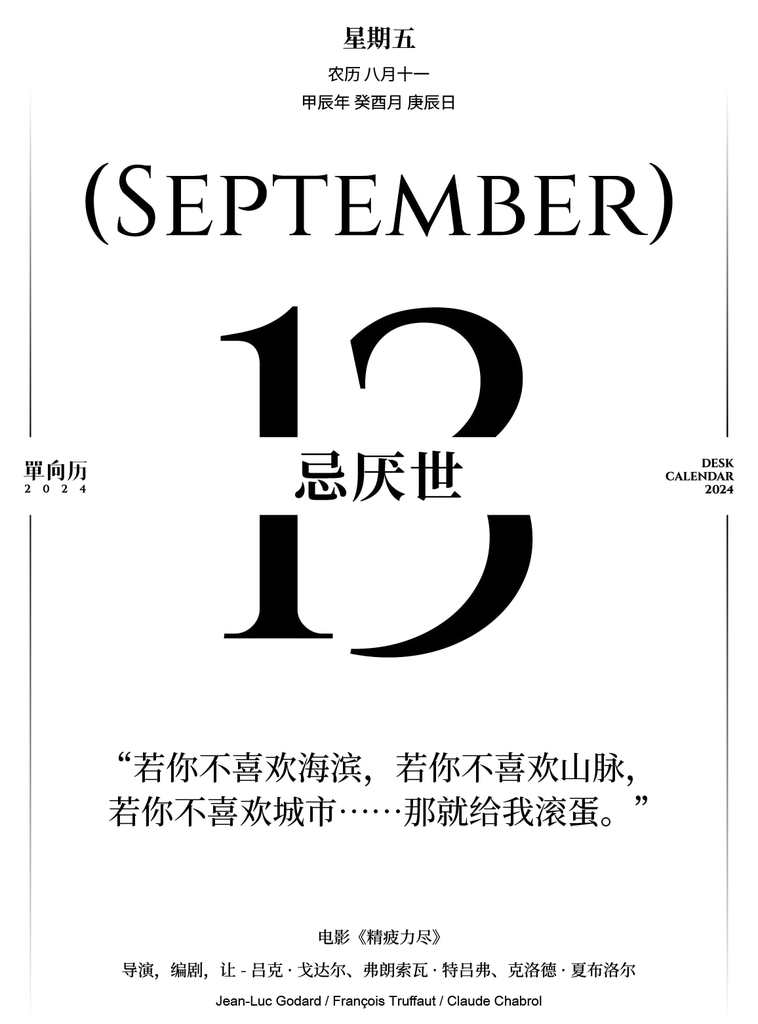 星期五
农历 八月十一
甲辰年 癸酉月 庚辰日
(SEPTEMBER)
13
忌厌世
單向历
2024
DESK
CALENDAR
2024
“若你不喜欢海滨，若你不喜欢山脉，
若你不喜欢城市……那就给我滚蛋。”
电影《精疲力尽》
导演，编剧，让 - 吕克 · 戈达尔、弗朗索瓦 · 特吕弗、克洛德 · 夏布洛尔
Jean-Luc Godard / François Truffaut / Claude Chabrol